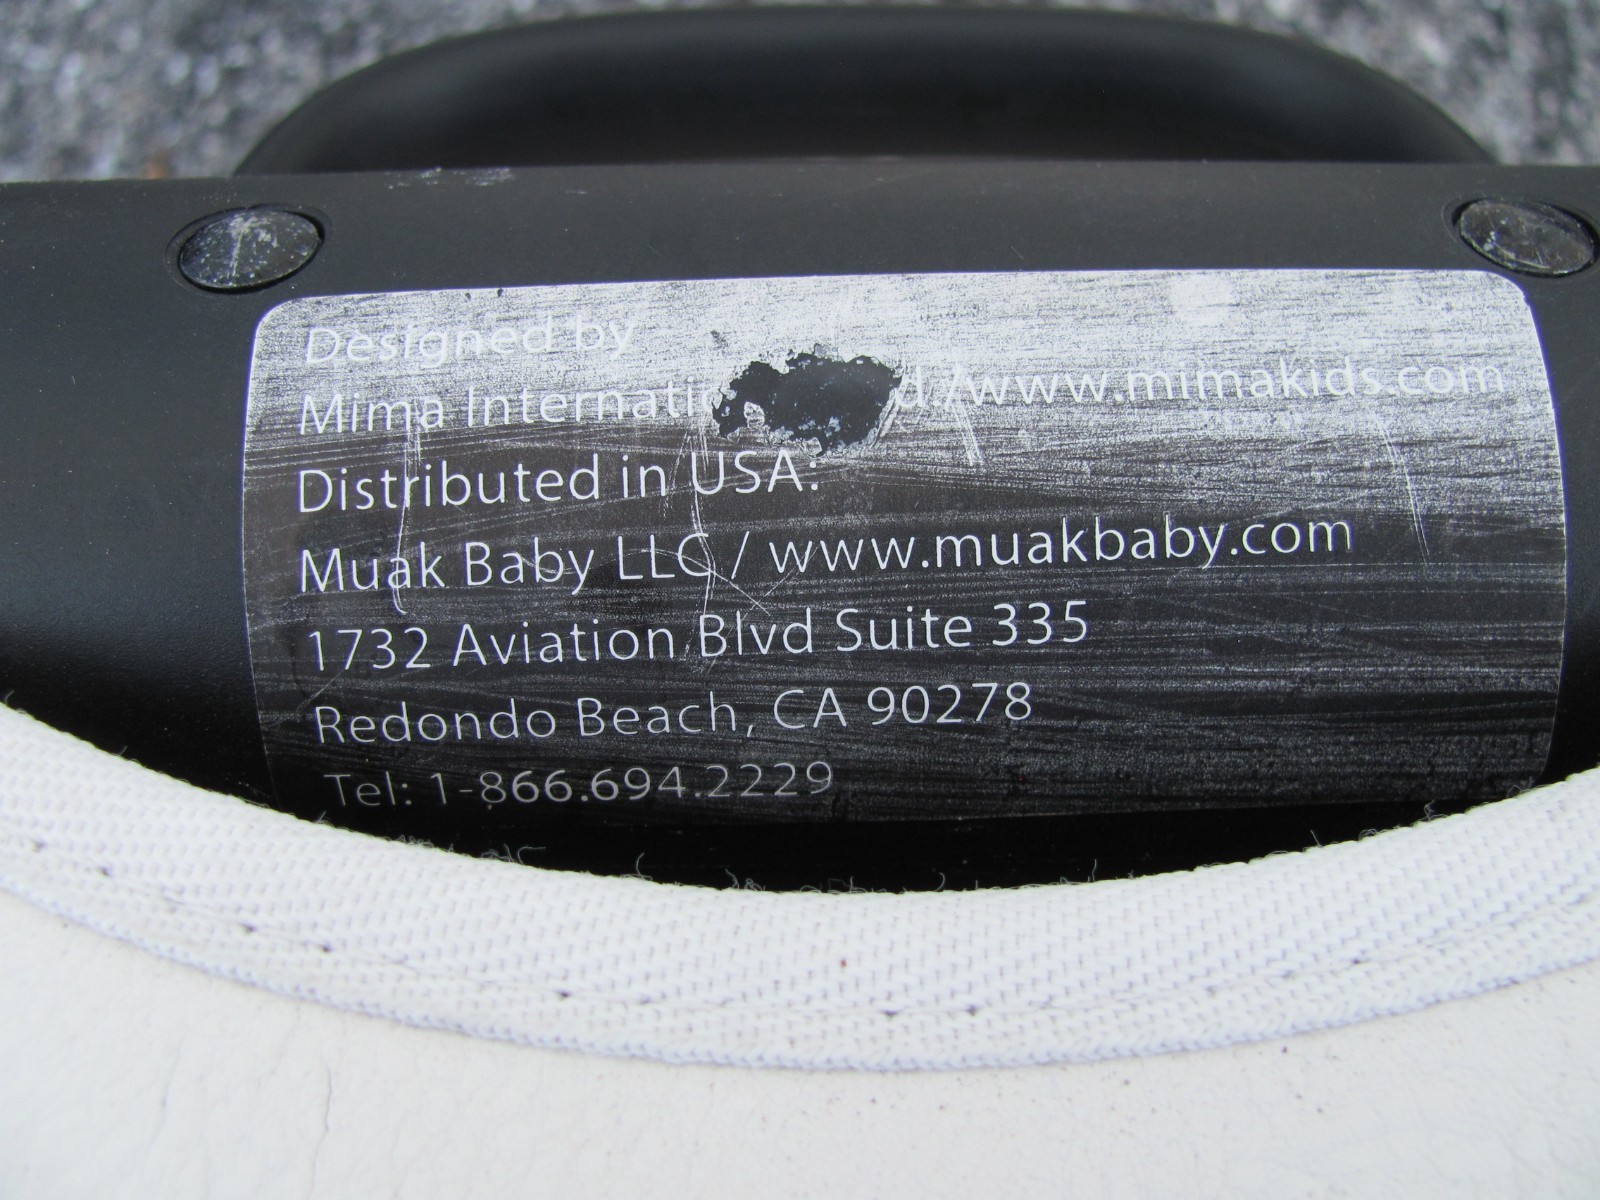 Designed by
Mima /www.mimakids.com
Distributed in USA:
Muak Baby LLC / www.muakbaby.com
1732 Aviation Blvd Suite 335
Redondo Beach, CA 90278
Tel: 1-866.694.2229